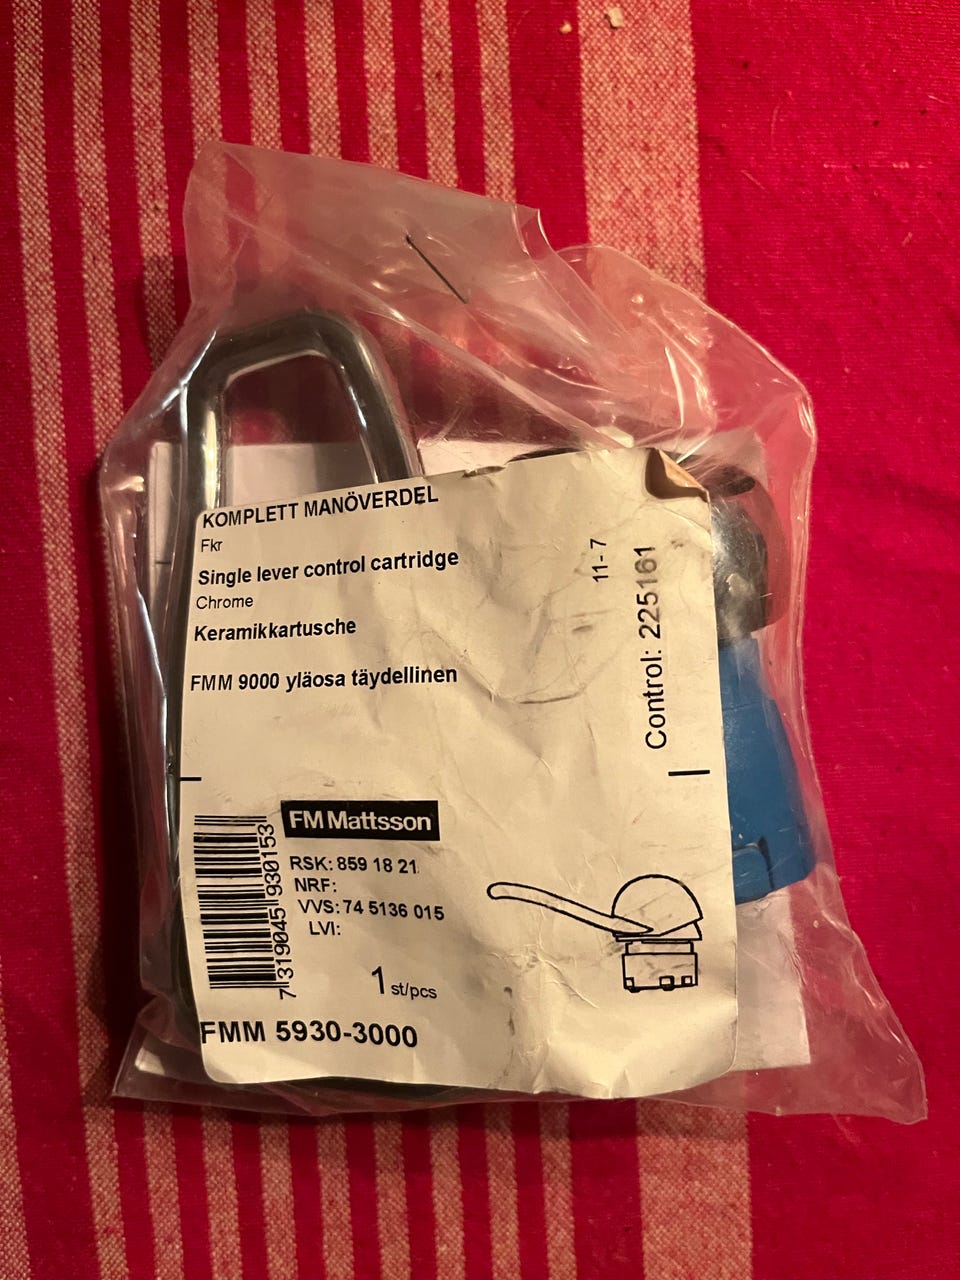 KOMPLETT MANÖVERDEL
Fkr
Single lever control cartridge
Chrome
Keramikkartusche
FMM 9000 yläosa täydellinen
11-7
Control: 225161
FM Mattsson
RSK: 859 18 21
NRF:
VVS: 74 5136 015
LVI:
1 st/pcs
7 319045 930153
FMM 5930-3000